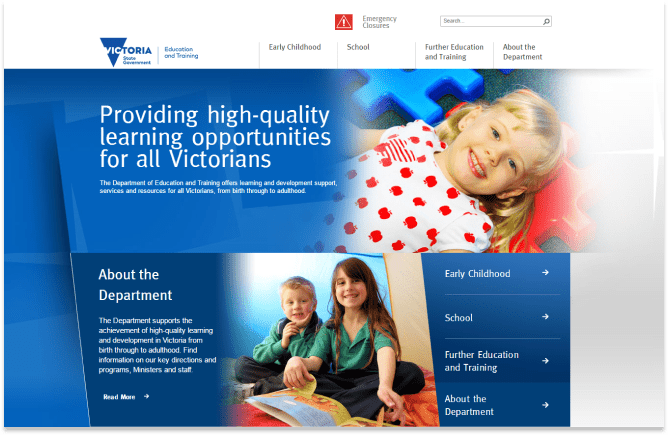 Emergency
Closures
Search...
VICTORIA
State
Government
Education
and Training
Early Childhood
School
Further Education
and Training
About the
Department
Providing high-quality
learning opportunities
for all Victorians
The Department of Education and Training offers learning and development support,
services and resources for all Victorians, from birth through to adulthood.
About the
Department
The Department supports the
achievement of high-quality learning
and development in Victoria from
birth through to adulthood. Find
information on our key directions and
programs, Ministers and staff.
Read More
Early Childhood
School
Further Education
and Training
About the
Department